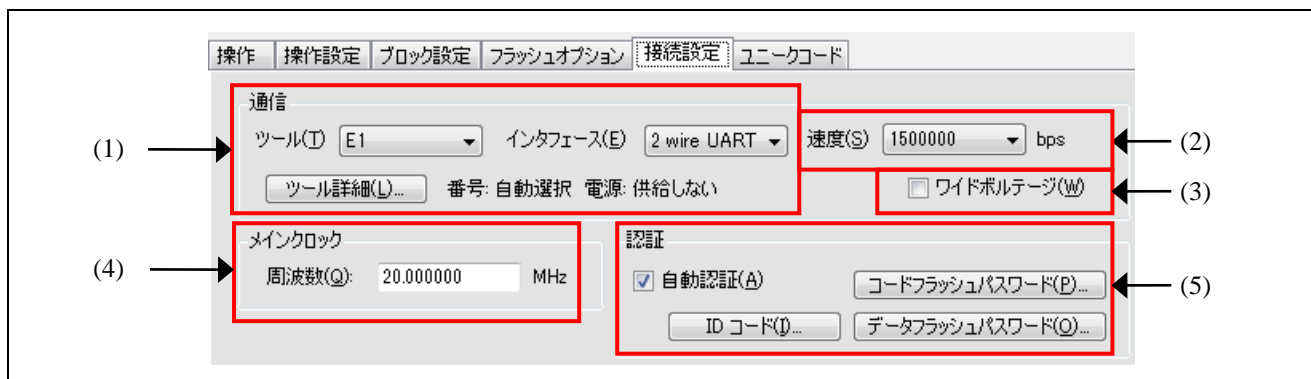 操作 操作設定 ブロック設定 フラッシュオプション 接続設定 ユニークコード
通信
(1) ツール(T) E1 インタフェース(E) 2 wire UART 速度(S) 1500000 bps (2)
ツール詳細(L)... 番号: 自動選択 電源: 供給しない ワイドボルテージ(W) (3)
メインクロック 認証
(4) 周波数(Q): 20.000000 MHz 自動認証(A) コードフラッシュパスワード(P)... (5)
ID コード(I)... データフラッシュパスワード(O)...